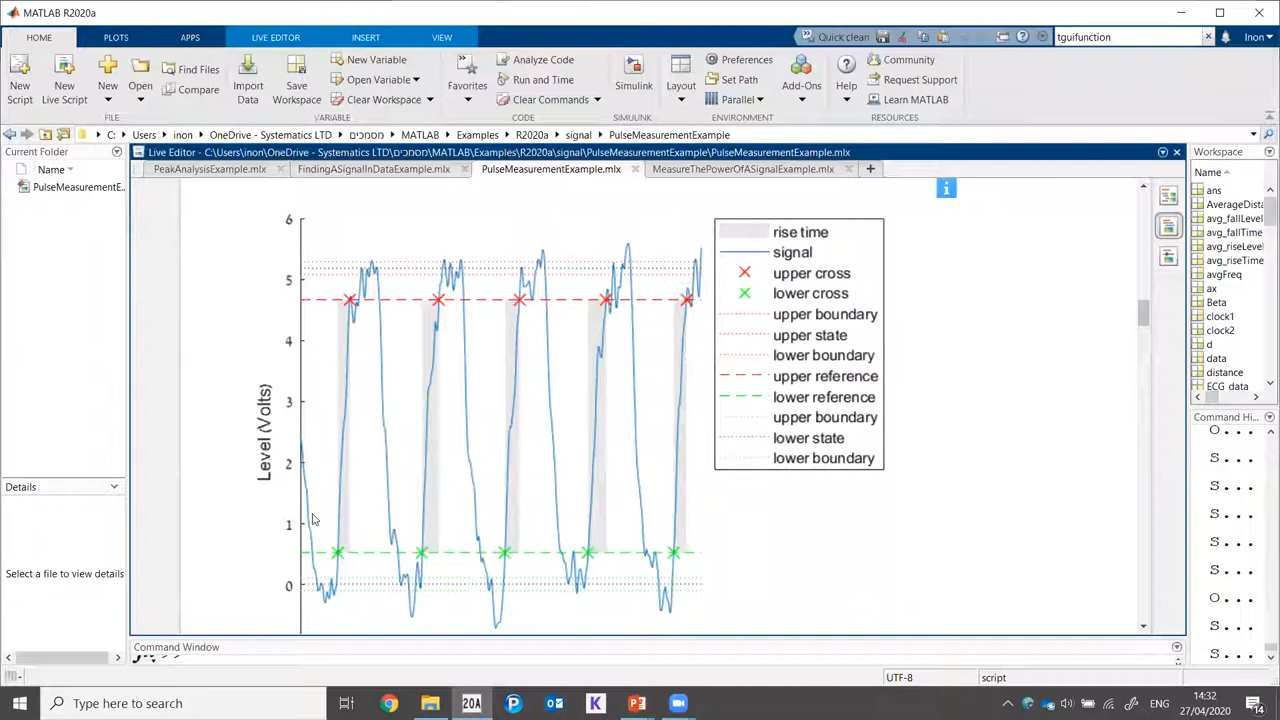 MATLAB R2020a
HOME PLOTS APPS LIVE EDITOR INSERT VIEW Quick clean tguifunction Inon
New Script
New Live Script
New
Open
Find Files
Compare
Import Data
Save Workspace
New Variable
Open Variable
Clear Workspace
Favorites
Analyze Code
Run and Time
Clear Commands
Simulink
Layout
Preferences
Set Path
Parallel
Add-Ons
Help
Community
Request Support
Learn MATLAB
FILE VARIABLE CODE SIMULINK ENVIRONMENT RESOURCES
C: Users inon OneDrive - Systematics LTD מסמכים MATLAB Examples R2020a signal PulseMeasurementExample
Current Folder
Name
PulseMeasurementE...
Details
Select a file to view details
Live Editor - C:\Users\inon\OneDrive - Systematics LTD\מסמכים\MATLAB\Examples\R2020a\signal\PulseMeasurementExample\PulseMeasurementExample.mlx
PeakAnalysisExample.mlx FindingASignalInDataExample.mlx PulseMeasurementExample.mlx MeasureThePowerOfASignalExample.mlx
6
5
4
3
2
1
0
Level (Volts)
rise time
signal
upper cross
lower cross
upper boundary
upper state
lower boundary
upper reference
lower reference
upper boundary
lower state
lower boundary
Workspace
Name
ans
AverageDista
avg_fallLevel
avg_fallTime
avg_riseLevel
avg_riseTime
avgFreq
ax
Beta
clock1
clock2
d
data
distance
ECG_data
Command Hi...
O...
S...
S...
S...
S...
S...
O...
S...
S...
Command Window
UTF-8 script
Type here to search
20A
ENG
14:32
27/04/2020
14